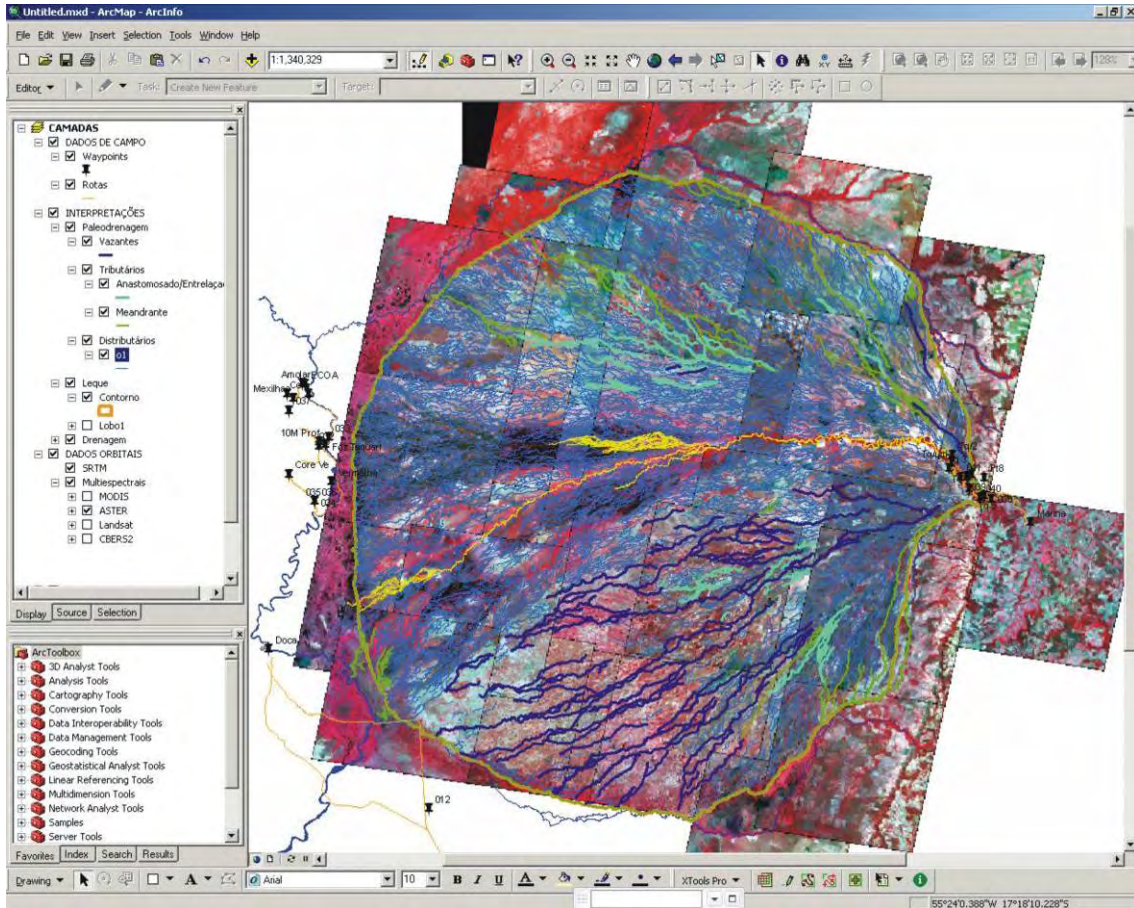 Untitled.mxd - ArcMap - ArcInfo
File Edit View Insert Selection Tools Window Help
1:1,340,329
128%
Editor Task: Create New Feature Target:
CAMADAS
DADOS DE CAMPO
Waypoints
Rotas
INTERPRETAÇÕES
Paleodrenagem
Vazantes
Tributários
Anastomosado/Entrelaçad
Meandrante
Distributários
o1
Leque
Contorno
Lobo1
Drenagem
DADOS ORBITAIS
SRTM
Multiespectrais
MODIS
ASTER
Landsat
CBERS2
Display Source Selection
ArcToolbox
3D Analyst Tools
Analysis Tools
Cartography Tools
Conversion Tools
Data Interoperability Tools
Data Management Tools
Geocoding Tools
Geostatistical Analyst Tools
Linear Referencing Tools
Multidimension Tools
Network Analyst Tools
Samples
Server Tools
Favorites Index Search Results
10M
Core Ve
035
Doca
012
Pt8
Marina
Drawing A Arial 10 B I U A XTools Pro
55°24'0.388"W 17°18'10.228"S